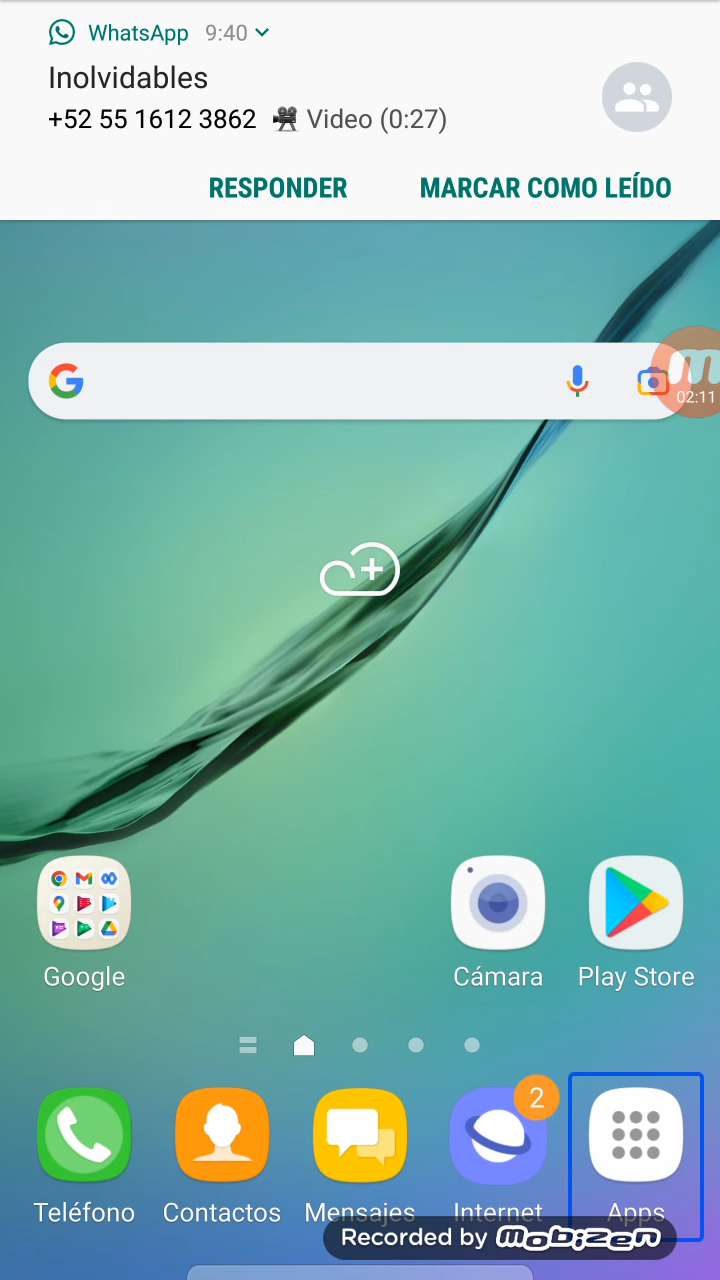 WhatsApp 9:40
Inolvidables
+52 55 1612 3862 🎥 Video (0:27)
RESPONDER MARCAR COMO LEÍDO
02:11
Google Cámara Play Store
2
Teléfono Contactos Mensajes Internet Apps
Recorded by mobizen